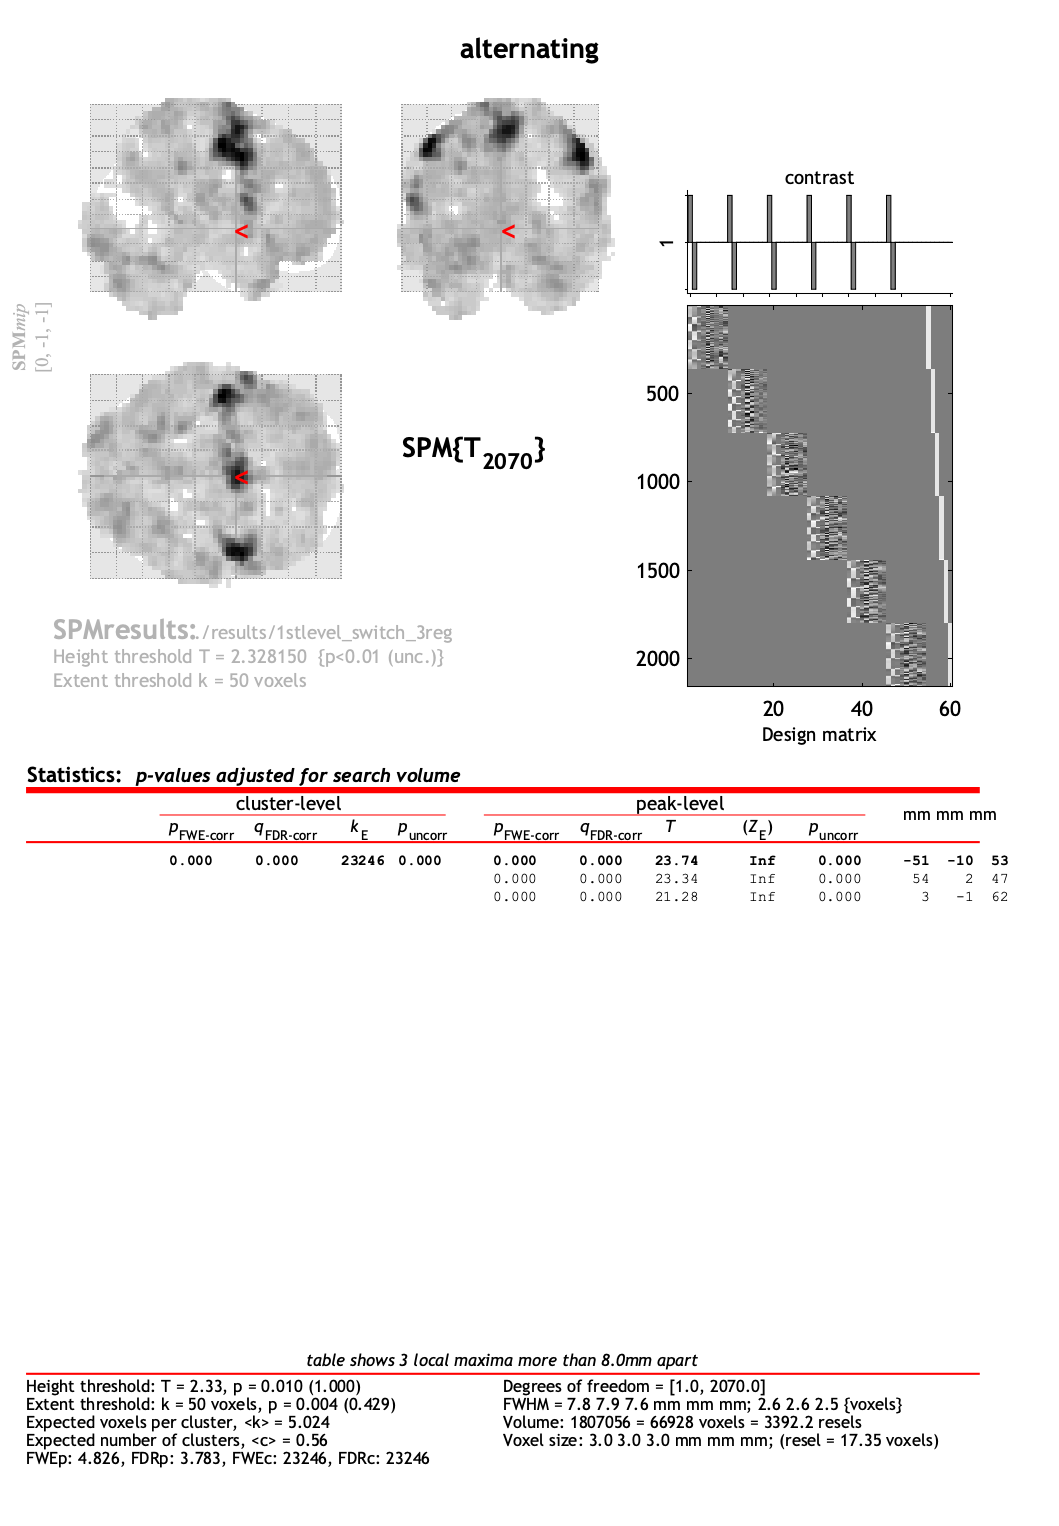 alternating
SPMmip
[0, -1, -1]
<
<
<
SPM{T2070}
contrast
1
500
1000
1500
2000
20 40 60
Design matrix
SPMresults: ./results/1stlevel_switch_3reg
Height threshold T = 2.328150 {p<0.01 (unc.)}
Extent threshold k = 50 voxels
Statistics: p-values adjusted for search volume
cluster-level peak-level mm mm mm
pFWE-corr qFDR-corr kE puncorr pFWE-corr qFDR-corr T (ZE) puncorr
0.000 0.000 23246 0.000 0.000 0.000 23.74 Inf 0.000 -51 -10 53
0.000 0.000 23.34 Inf 0.000 54 2 47
0.000 0.000 21.28 Inf 0.000 3 -1 62
table shows 3 local maxima more than 8.0mm apart
Height threshold: T = 2.33, p = 0.010 (1.000)
Extent threshold: k = 50 voxels, p = 0.004 (0.429)
Expected voxels per cluster, <k> = 5.024
Expected number of clusters, <c> = 0.56
FWEp: 4.826, FDRp: 3.783, FWEc: 23246, FDRc: 23246
Degrees of freedom = [1.0, 2070.0]
FWHM = 7.8 7.9 7.6 mm mm mm; 2.6 2.6 2.5 {voxels}
Volume: 1807056 = 66928 voxels = 3392.2 resels
Voxel size: 3.0 3.0 3.0 mm mm mm; (resel = 17.35 voxels)